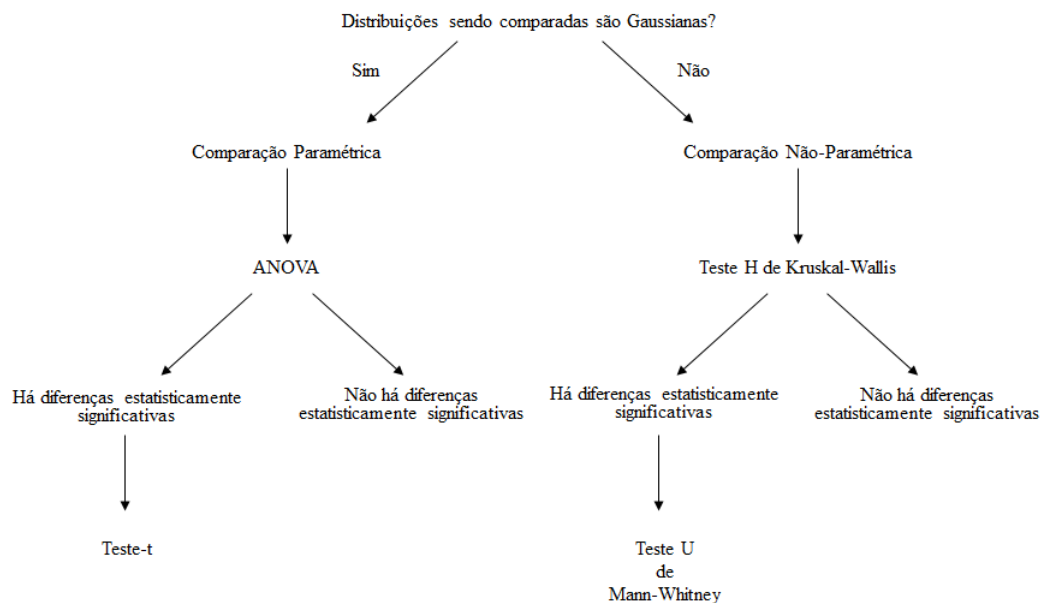 Distribuições sendo comparadas são Gaussianas?
Sim
Não
Comparação Paramétrica
Comparação Não-Paramétrica
ANOVA
Teste H de Kruskal-Wallis
Há diferenças estatisticamente
significativas
Não há diferenças
estatisticamente significativas
Há diferenças estatisticamente
significativas
Não há diferenças
estatisticamente significativas
Teste-t
Teste U
de
Mann-Whitney